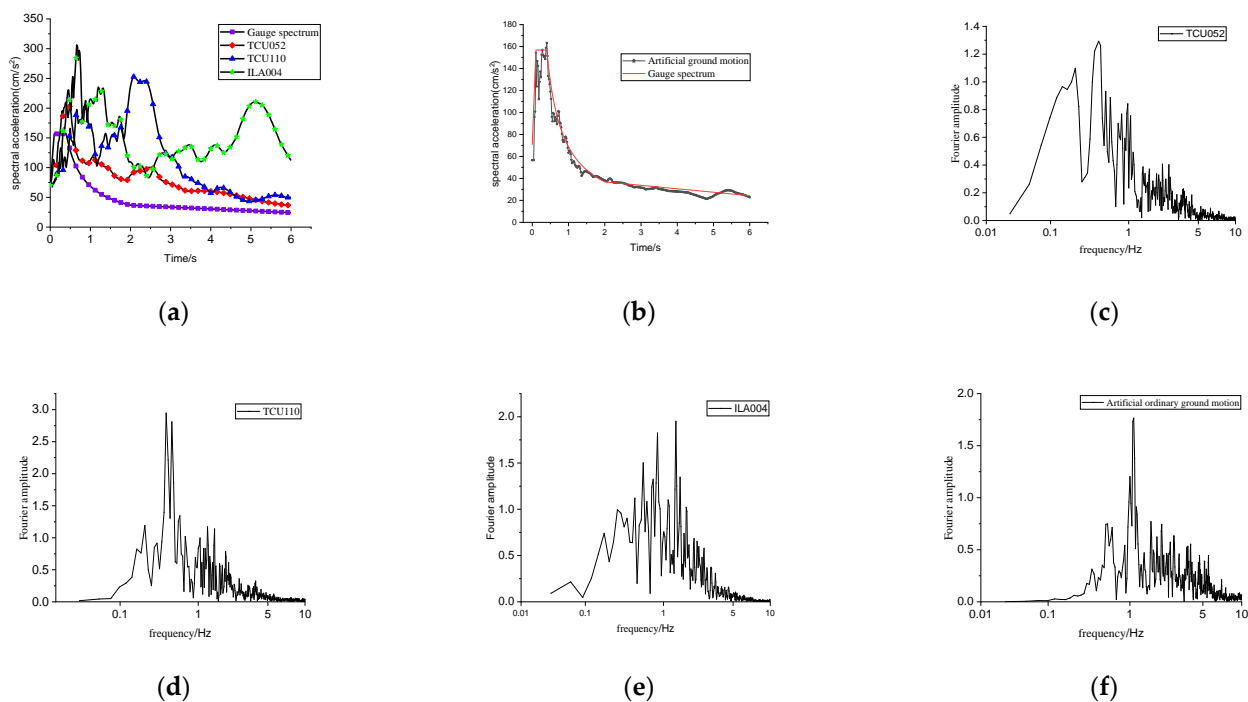 350
300
250
200
150
100
50
0
spectral acceleration(cm/s²)
Gauge spectrum
TCU052
TCU110
ILA004
0 1 2 3 4 5 6
Time/s
(a)
180
160
140
120
100
80
60
40
20
0
spectral acceleration(cm/s²)
Artificial ground motion
Gauge spectrum
0 1 2 3 4 5 6
Time/s
(b)
1.4
1.2
1.0
0.8
0.6
0.4
0.2
0.0
Fourier amplitude
TCU052
0.01 0.1 1 5 10
frequency/Hz
(c)
3.0
2.5
2.0
1.5
1.0
0.5
0.0
Fourier amplitude
TCU110
0.1 1 5 10
frequency/Hz
(d)
2.0
1.5
1.0
0.5
0.0
Fourier amplitude
ILA004
0.01 0.1 1 5 10
frequency/Hz
(e)
2.0
1.5
1.0
0.5
0.0
Fourier amplitude
Artificial ordinary ground motion
0.01 0.1 1 5 10
frequency/Hz
(f)